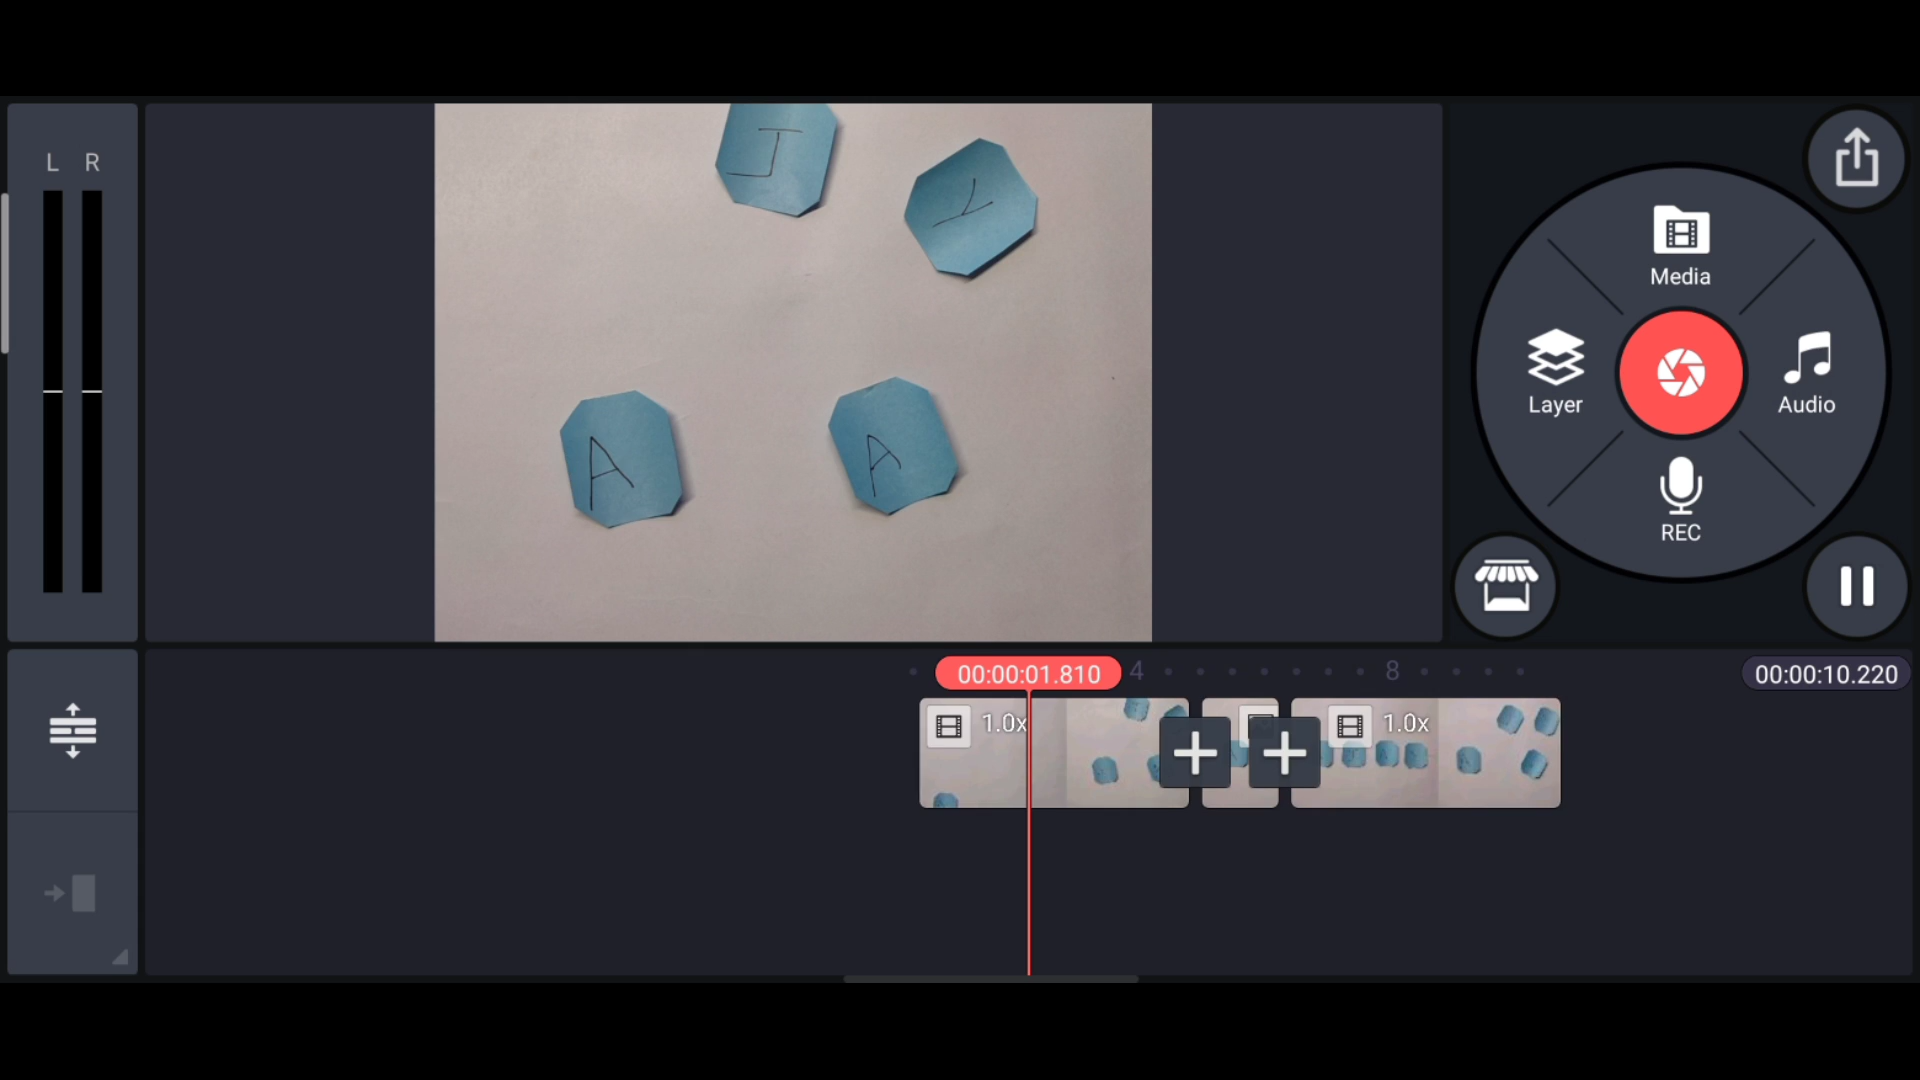 L R
J
Y
A
A
Media
Layer
Audio
REC
00:00:01.810
4
8
00:00:10.220
1.0x
1.0x